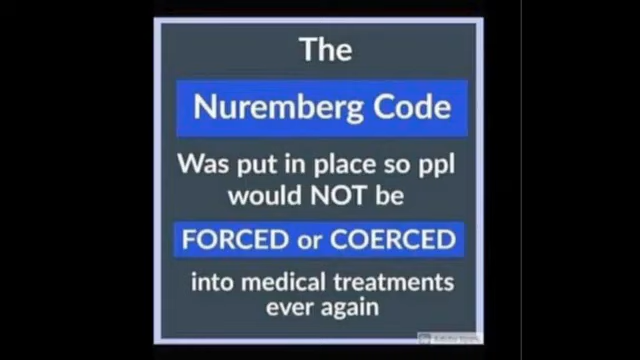 The
Nuremberg Code
Was put in place so ppl
would NOT be
FORCED or COERCED
into medical treatments
ever again